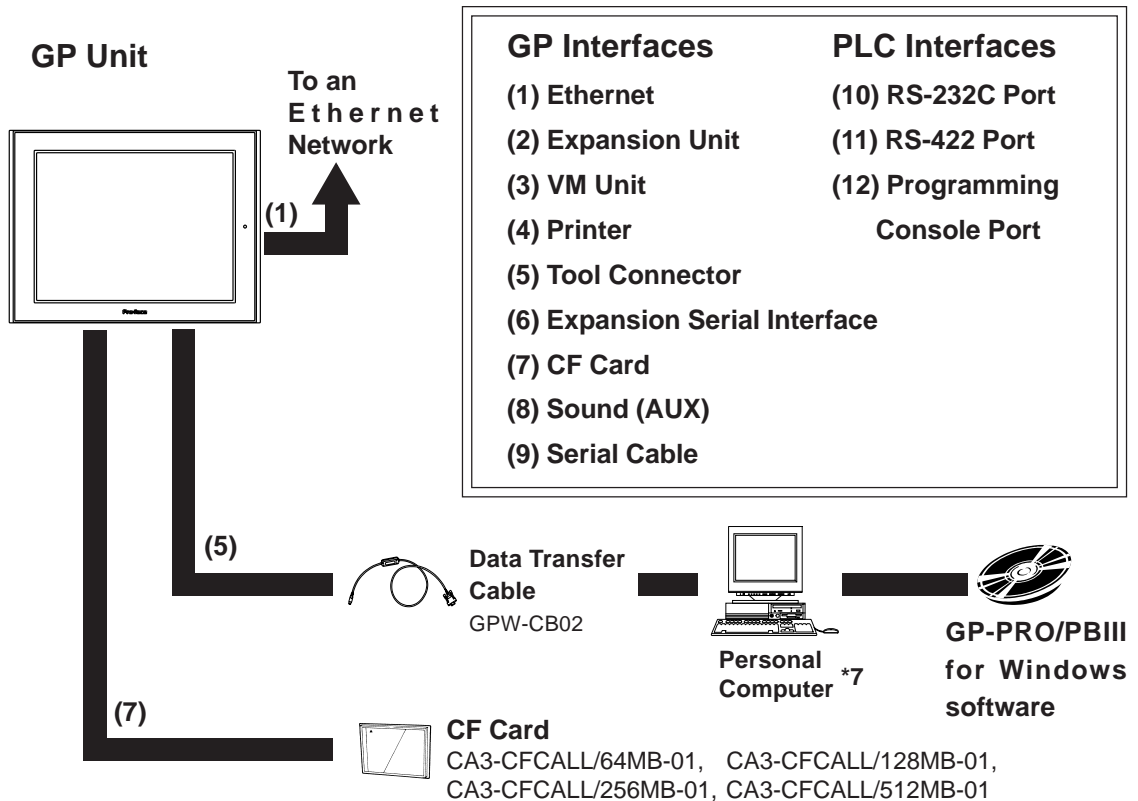 GP Unit
To an
Ethernet
Network
(1)
GP Interfaces
(1) Ethernet
(2) Expansion Unit
(3) VM Unit
(4) Printer
(5) Tool Connector
(6) Expansion Serial Interface
(7) CF Card
(8) Sound (AUX)
(9) Serial Cable
PLC Interfaces
(10) RS-232C Port
(11) RS-422 Port
(12) Programming
Console Port
Pro-face
(5)
Data Transfer
Cable
GPW-CB02
Personal
Computer *7
GP-PRO/PBIII
for Windows
software
(7)
CF Card
CA3-CFCALL/64MB-01, CA3-CFCALL/128MB-01,
CA3-CFCALL/256MB-01, CA3-CFCALL/512MB-01